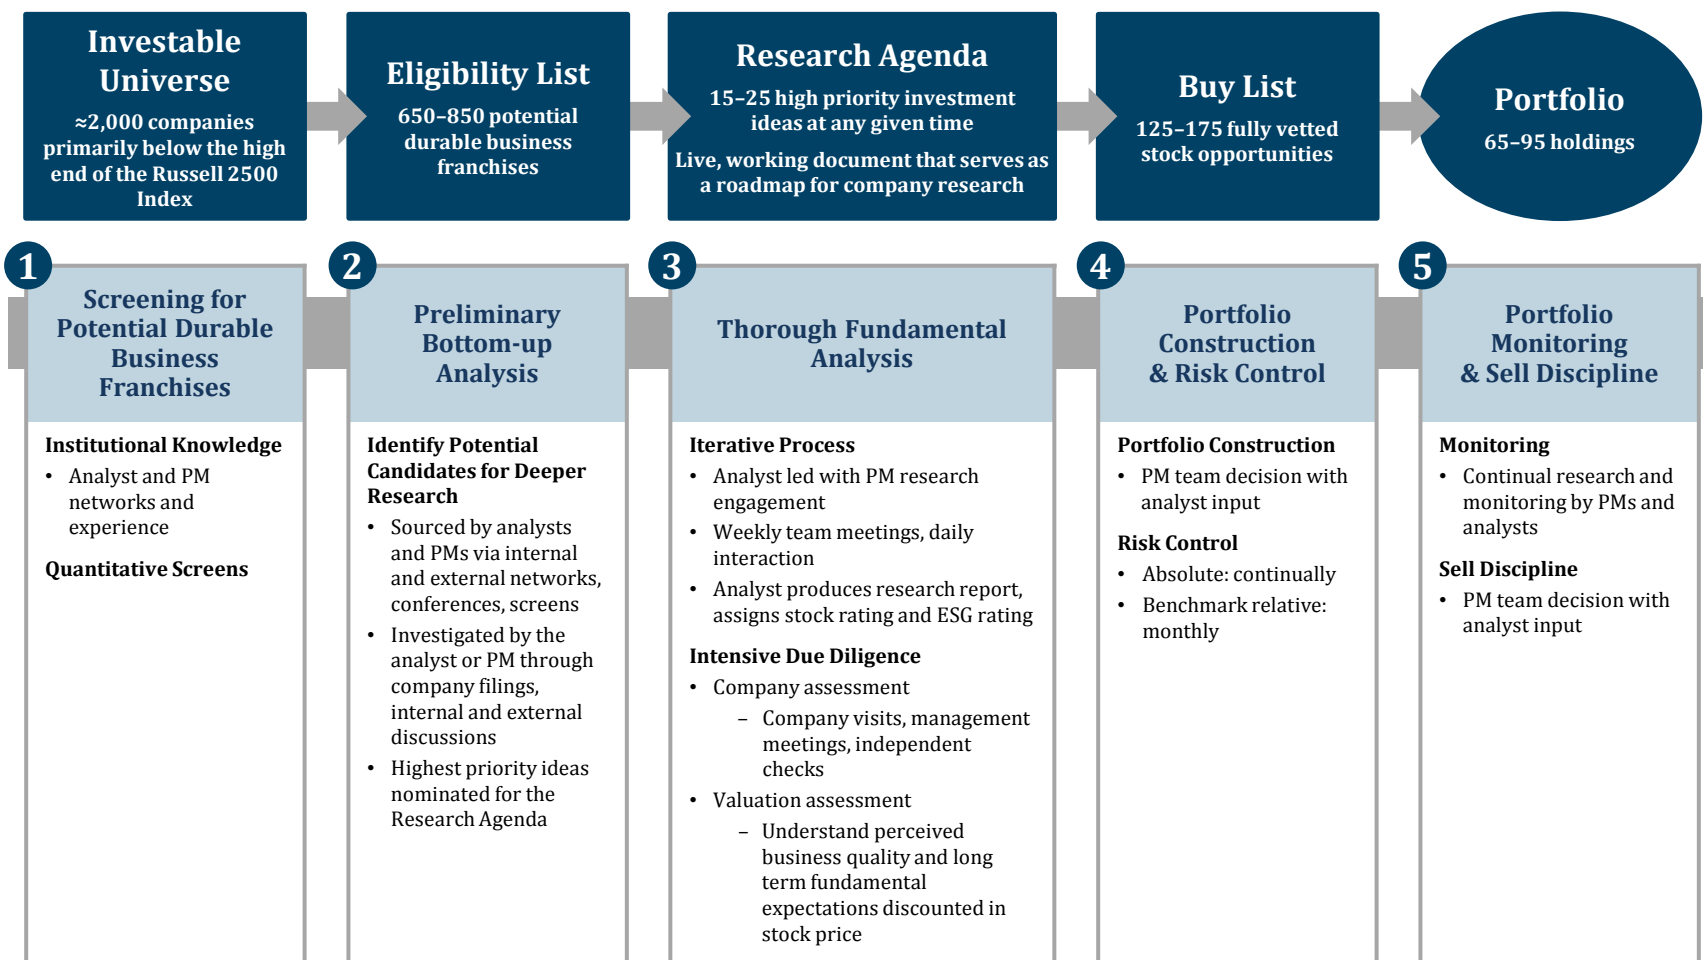 Investable
Universe
≈2,000 companies
primarily below the high
end of the Russell 2500
Index
Eligibility List
650–850 potential
durable business
franchises
Research Agenda
15–25 high priority investment
ideas at any given time
Live, working document that serves as
a roadmap for company research
Buy List
125–175 fully vetted
stock opportunities
Portfolio
65–95 holdings
1
Screening for
Potential Durable
Business
Franchises
Institutional Knowledge
• Analyst and PM
networks and
experience
Quantitative Screens
2
Preliminary
Bottom-up
Analysis
Identify Potential
Candidates for Deeper
Research
• Sourced by analysts
and PMs via internal
and external networks,
conferences, screens
• Investigated by the
analyst or PM through
company filings,
internal and external
discussions
• Highest priority ideas
nominated for the
Research Agenda
3
Thorough Fundamental
Analysis
Iterative Process
• Analyst led with PM research
engagement
• Weekly team meetings, daily
interaction
• Analyst produces research report,
assigns stock rating and ESG rating
Intensive Due Diligence
• Company assessment
– Company visits, management
meetings, independent
checks
• Valuation assessment
– Understand perceived
business quality and long
term fundamental
expectations discounted in
stock price
4
Portfolio
Construction
& Risk Control
Portfolio Construction
• PM team decision with
analyst input
Risk Control
• Absolute: continually
• Benchmark relative:
monthly
5
Portfolio
Monitoring
& Sell Discipline
Monitoring
• Continual research and
monitoring by PMs and
analysts
Sell Discipline
• PM team decision with
analyst input